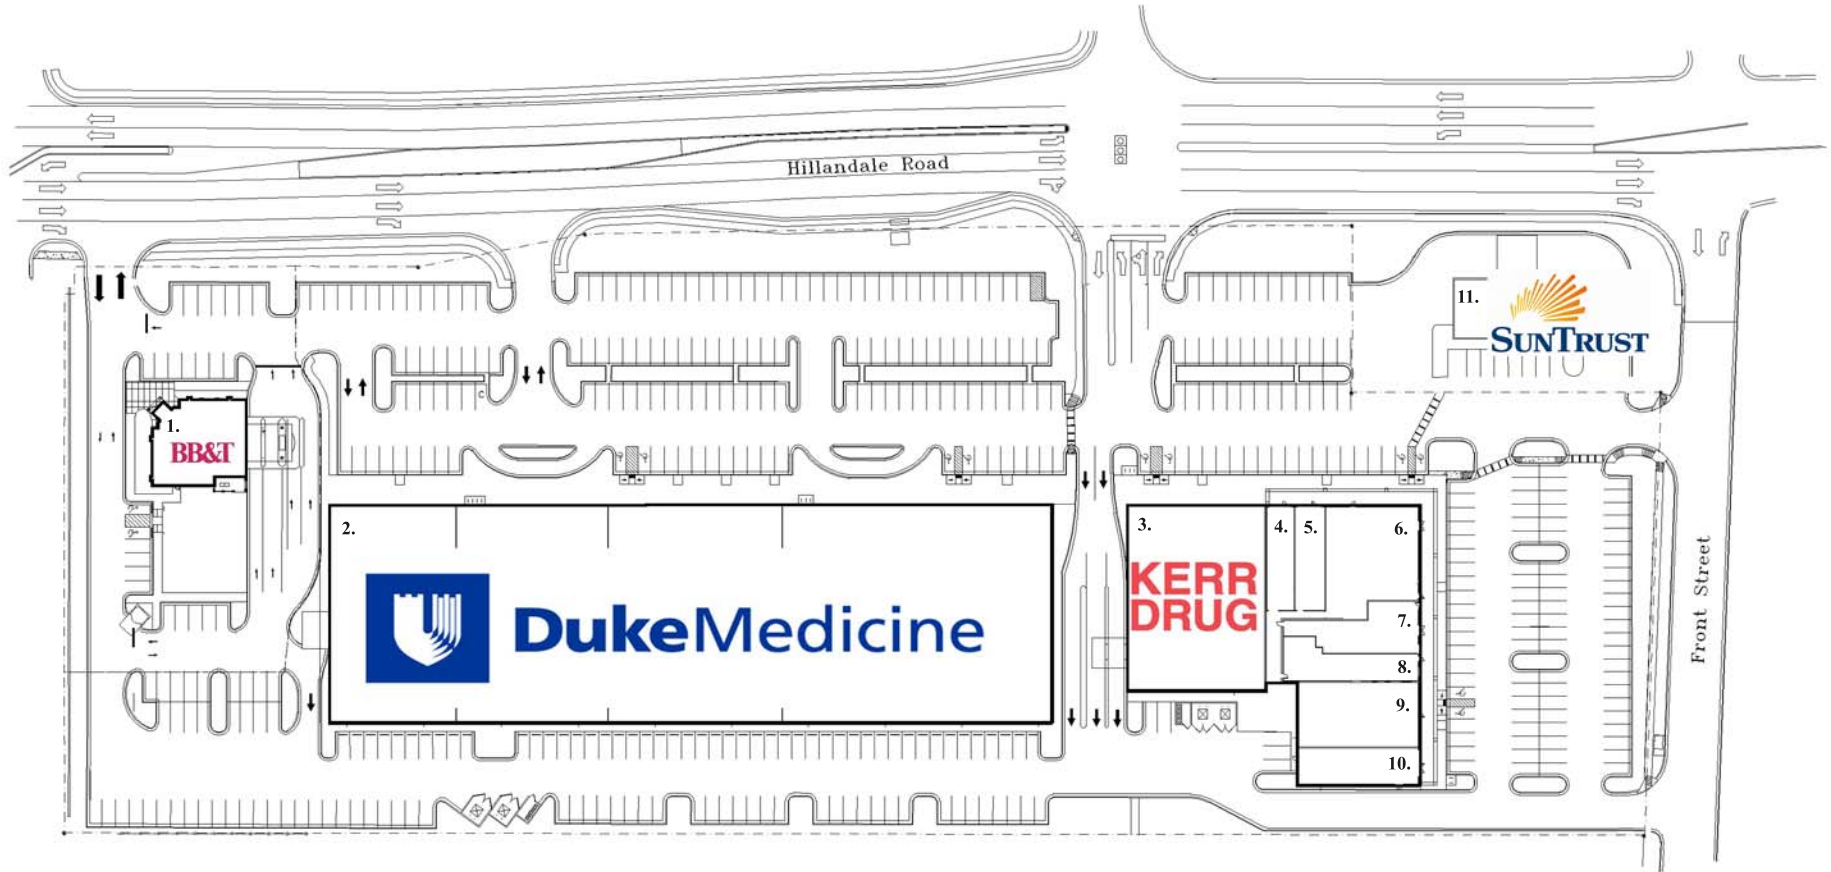 Hillandale Road
11.
SUNTRUST
1.
BB&T
2.
DukeMedicine
3.
KERR
DRUG
4.
5.
6.
7.
8.
9.
10.
Front Street
C